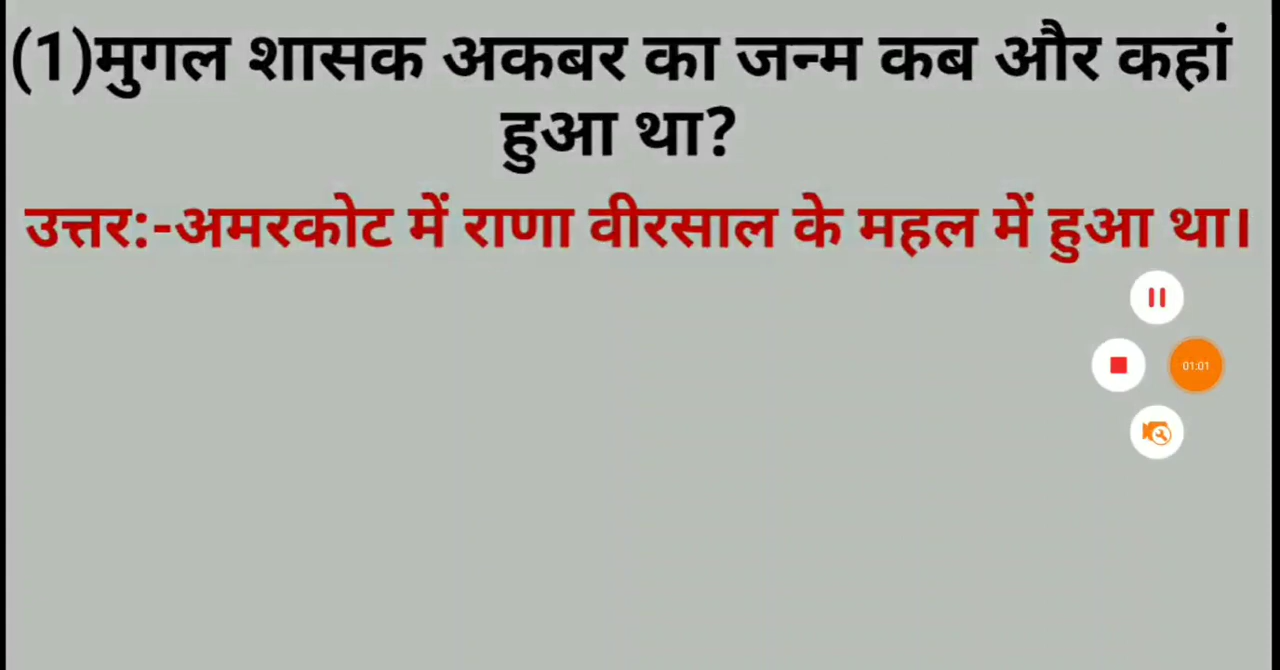 (1)मुगल शासक अकबर का जन्म कब और कहां
हुआ था?
उत्तर:-अमरकोट में राणा वीरसाल के महल में हुआ था।
01:01